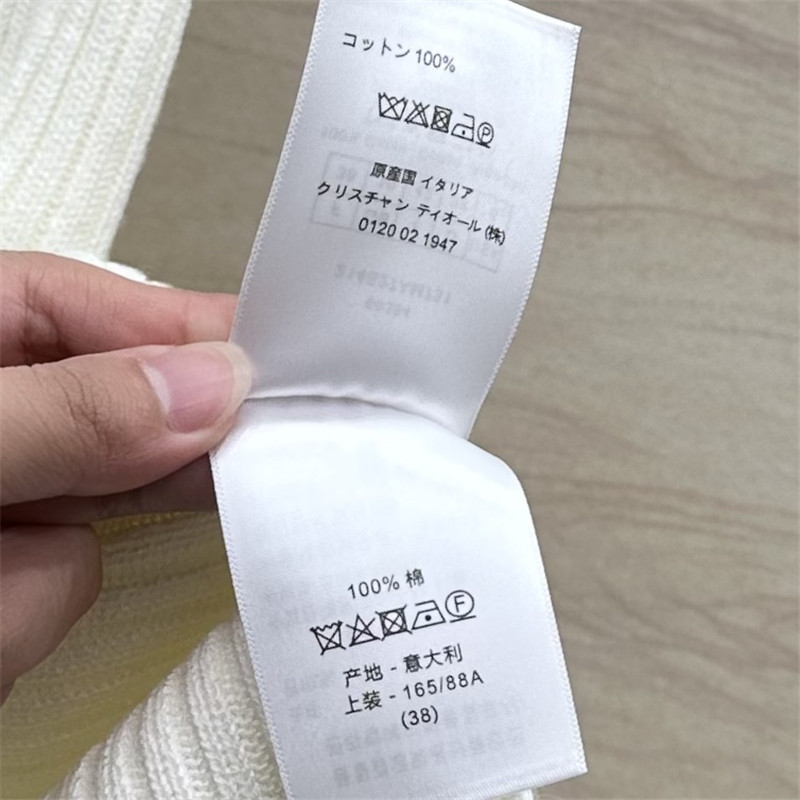 コットン 100%
P
原産国 イタリア
クリスチャン ディオール (株)
0120 02 1947
100% 棉
F
产地 - 意大利
上装 - 165/88A
(38)